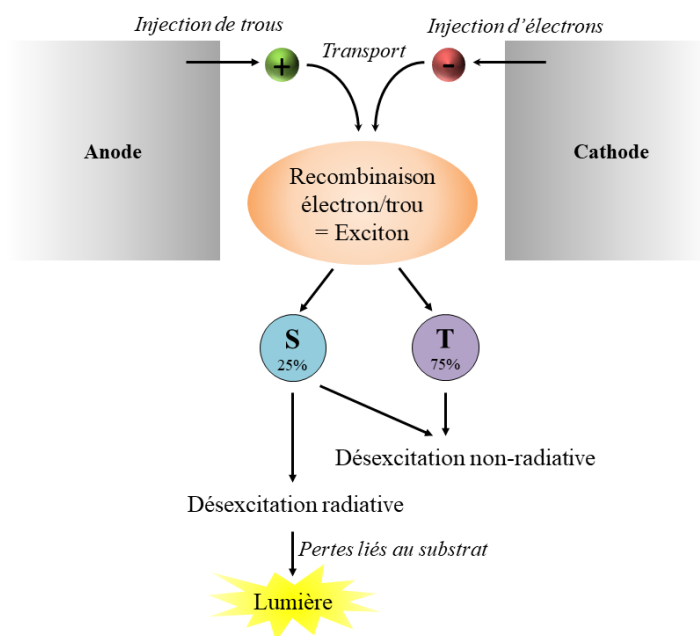 Injection de trous
Injection d'électrons
+
Transport
-
Anode
Cathode
Recombinaison
électron/trou
= Exciton
S
25%
T
75%
Désexcitation non-radiative
Désexcitation radiative
Pertes liés au substrat
Lumière